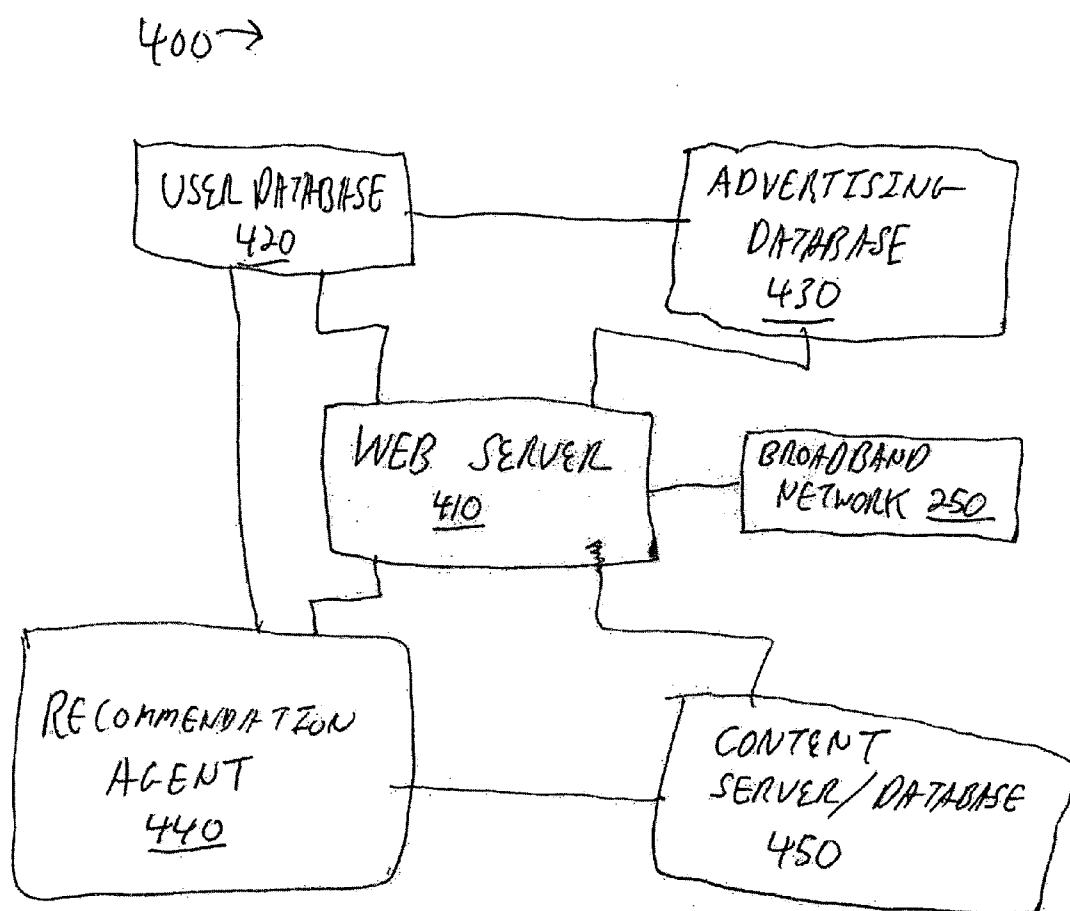 400→
USER DATABASE
420
ADVERTISING
DATABASE
430
WEB SERVER
410
BROADBAND
NETWORK 250
RECOMMENDATION
AGENT
440
CONTENT
SERVER/DATABASE
450